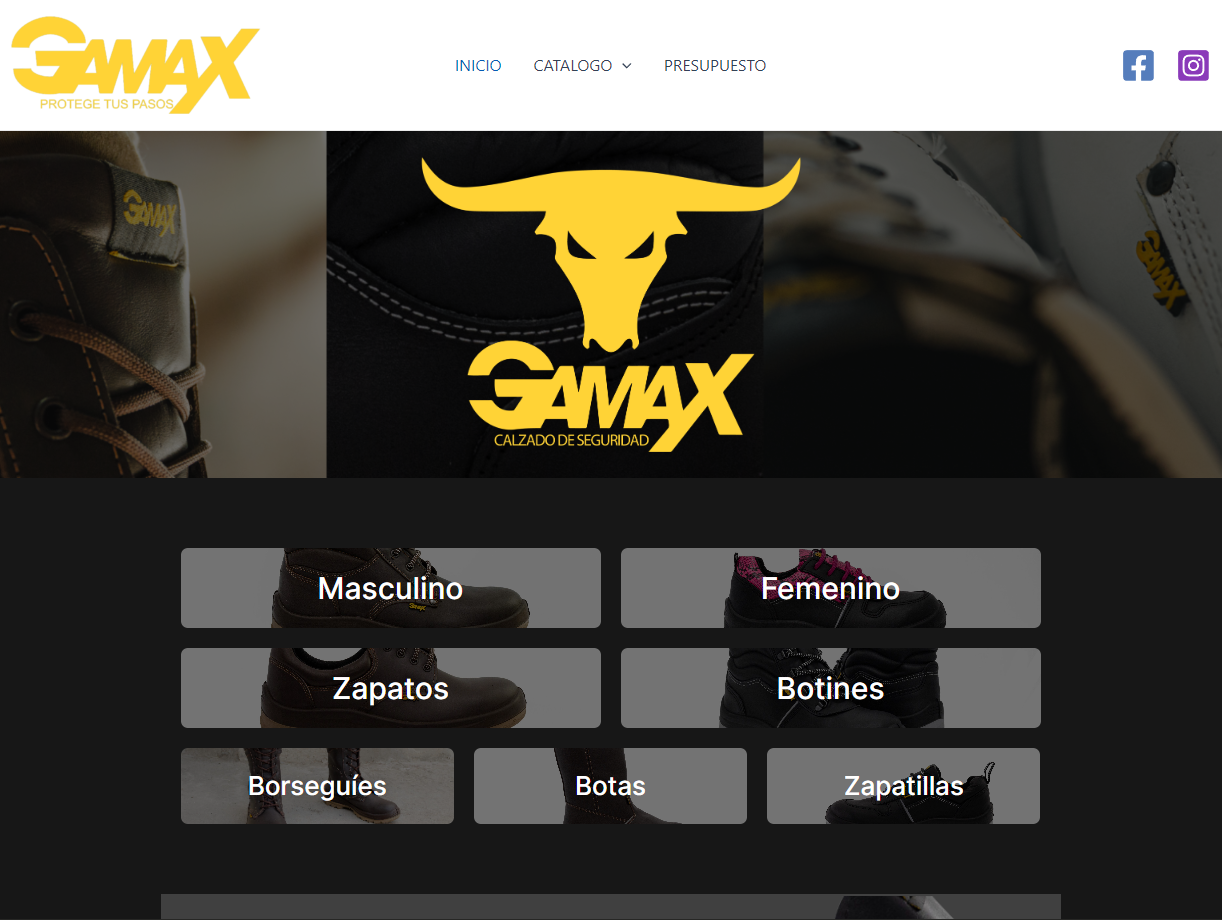 GAMAX
PROTEGE TUS PASOS
INICIO
CATALOGO
PRESUPUESTO
GAMAX
GAMAX
GAMAX
CALZADO DE SEGURIDAD
Masculino
Femenino
Zapatos
Botines
Borseguíes
Botas
Zapatillas